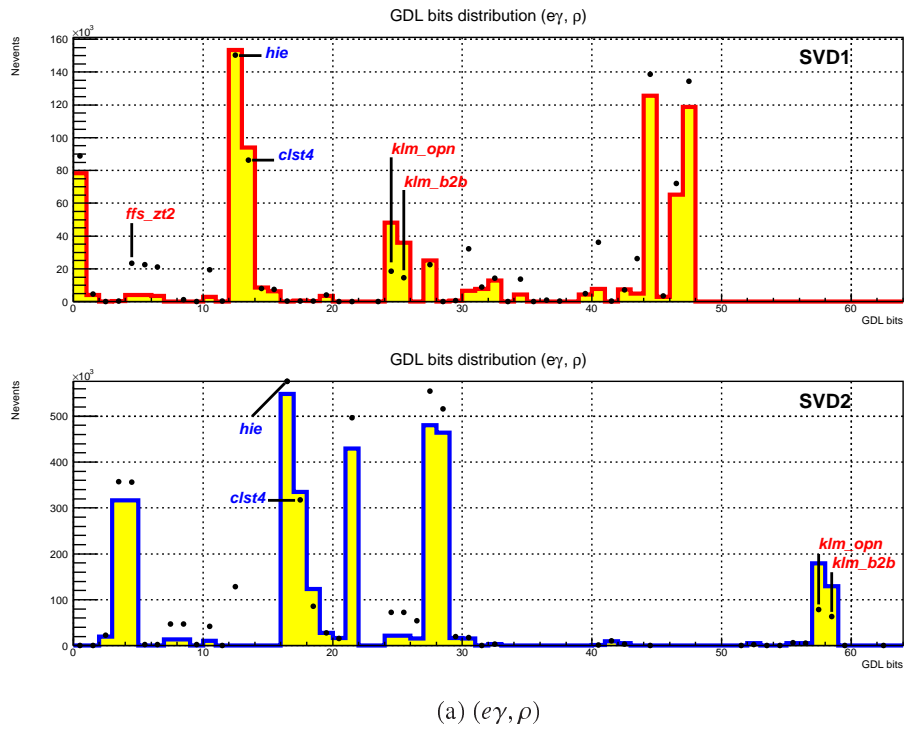 GDL bits distribution (eγ, ρ)
×10³
Nevents
160
140
120
100
80
60
40
20
0
SVD1
hie
clst4
klm_opn
klm_b2b
ffs_zt2
0 10 20 30 40 50 60
GDL bits
GDL bits distribution (eγ, ρ)
×10³
Nevents
500
400
300
200
100
0
SVD2
hie
clst4
klm_opn
klm_b2b
0 10 20 30 40 50 60
GDL bits
(a) (eγ, ρ)